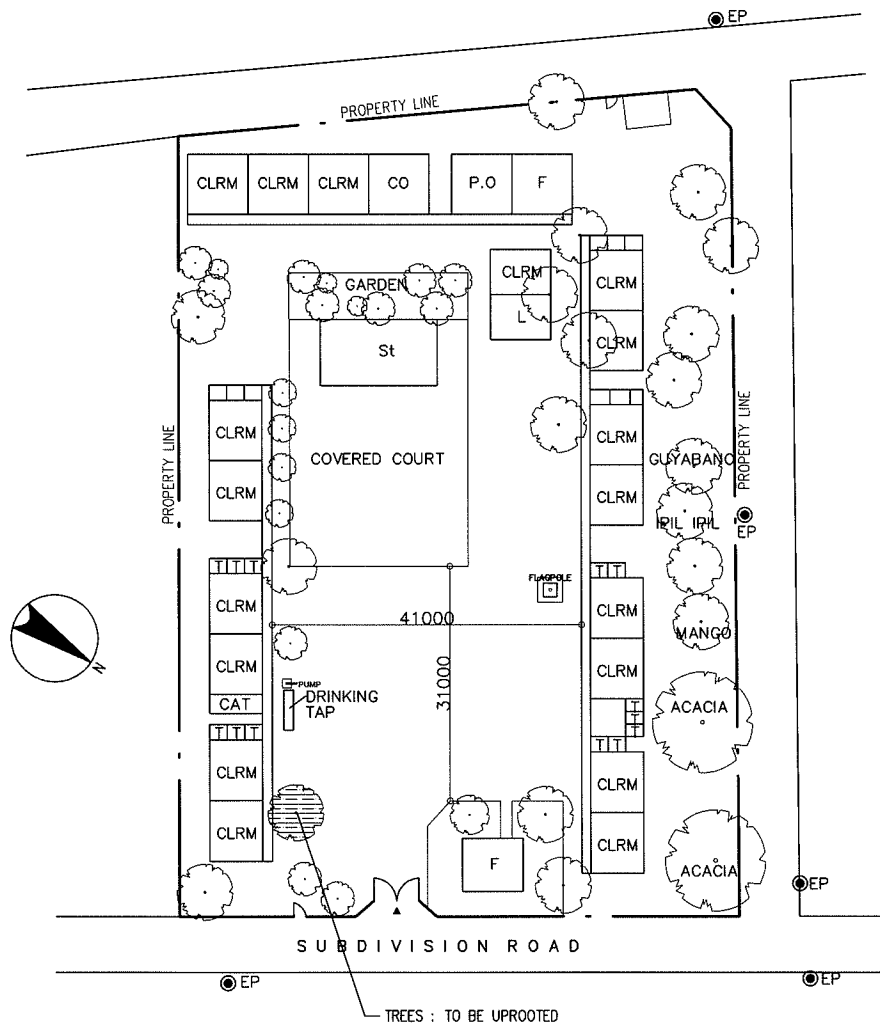 EP
PROPERTY LINE
CLRM CLRM CLRM CO P.O F
CLRM
L
GARDEN
St
CLRM
CLRM
PROPERTY LINE
CLRM
CLRM
COVERED COURT
CLRM
CLRM
GUYABANO
IPIL IPIL
PROPERTY LINE
EP
T T T
CLRM
CLRM
CAT
FLAGPOLE
41000
31000
T T
CLRM
CLRM
MANGO
N
PUMP
DRINKING
TAP
T
T
T
ACACIA
T T T
CLRM
CLRM
T T
CLRM
CLRM
F
ACACIA
EP
SUBDIVISION ROAD
EP
EP
TREES : TO BE UPROOTED